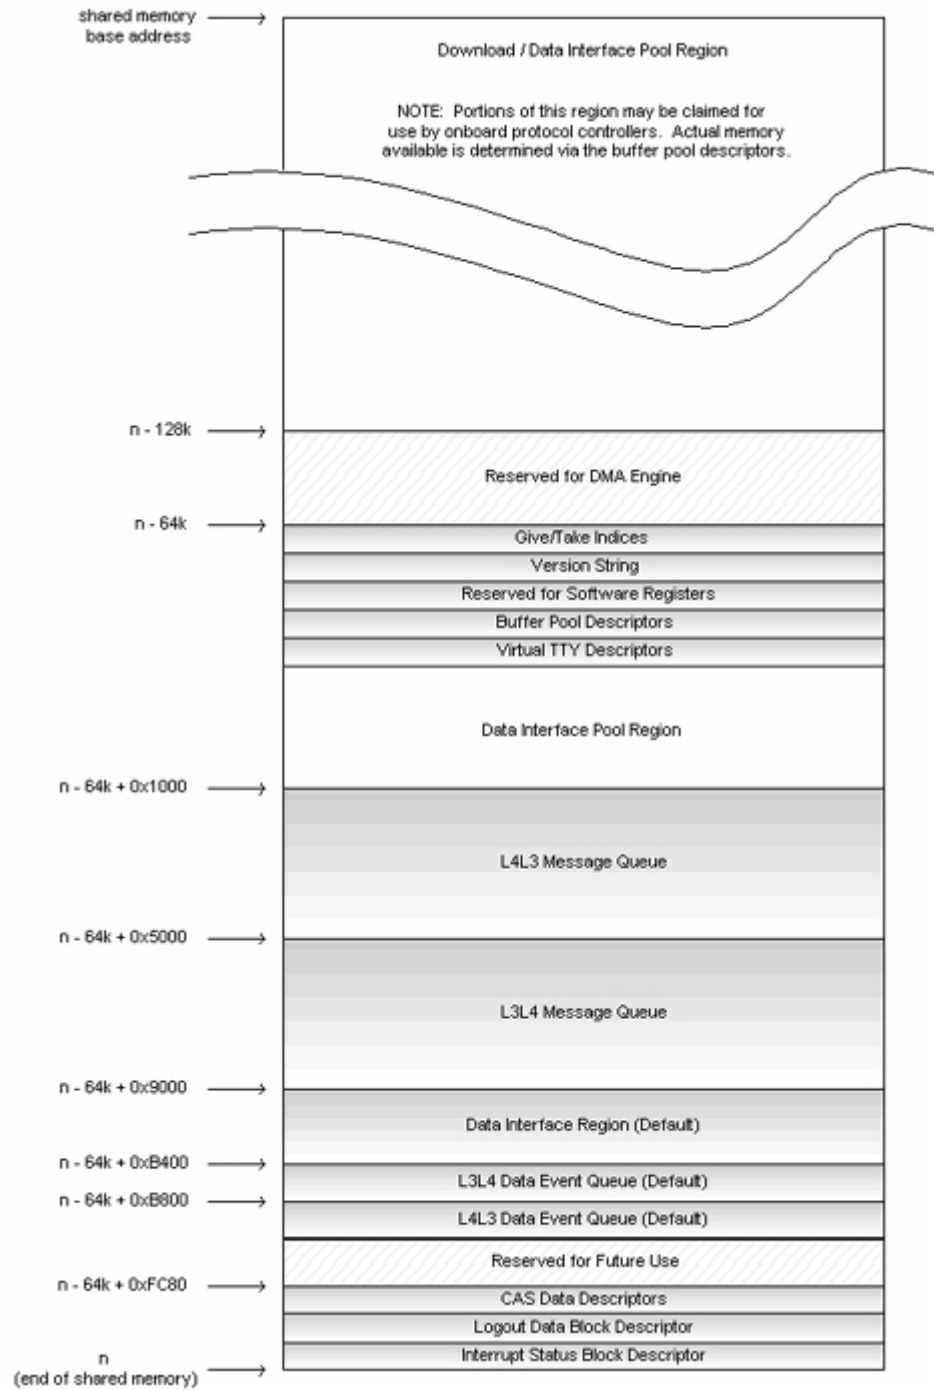 shared memory
base address
Download / Data Interface Pool Region
NOTE: Portions of this region may be claimed for
use by onboard protocol controllers. Actual memory
available is determined via the buffer pool descriptors.
n - 128k
Reserved for DMA Engine
n - 64k
Give/Take Indices
Version String
Reserved for Software Registers
Buffer Pool Descriptors
Virtual TTY Descriptors
Data Interface Pool Region
n - 64k + 0x1000
L4L3 Message Queue
n - 64k + 0x5000
L3L4 Message Queue
n - 64k + 0x9000
Data Interface Region (Default)
n - 64k + 0xB400
L3L4 Data Event Queue (Default)
n - 64k + 0xB800
L4L3 Data Event Queue (Default)
Reserved for Future Use
n - 64k + 0xFC80
CAS Data Descriptors
Logout Data Block Descriptor
Interrupt Status Block Descriptor
n
(end of shared memory)